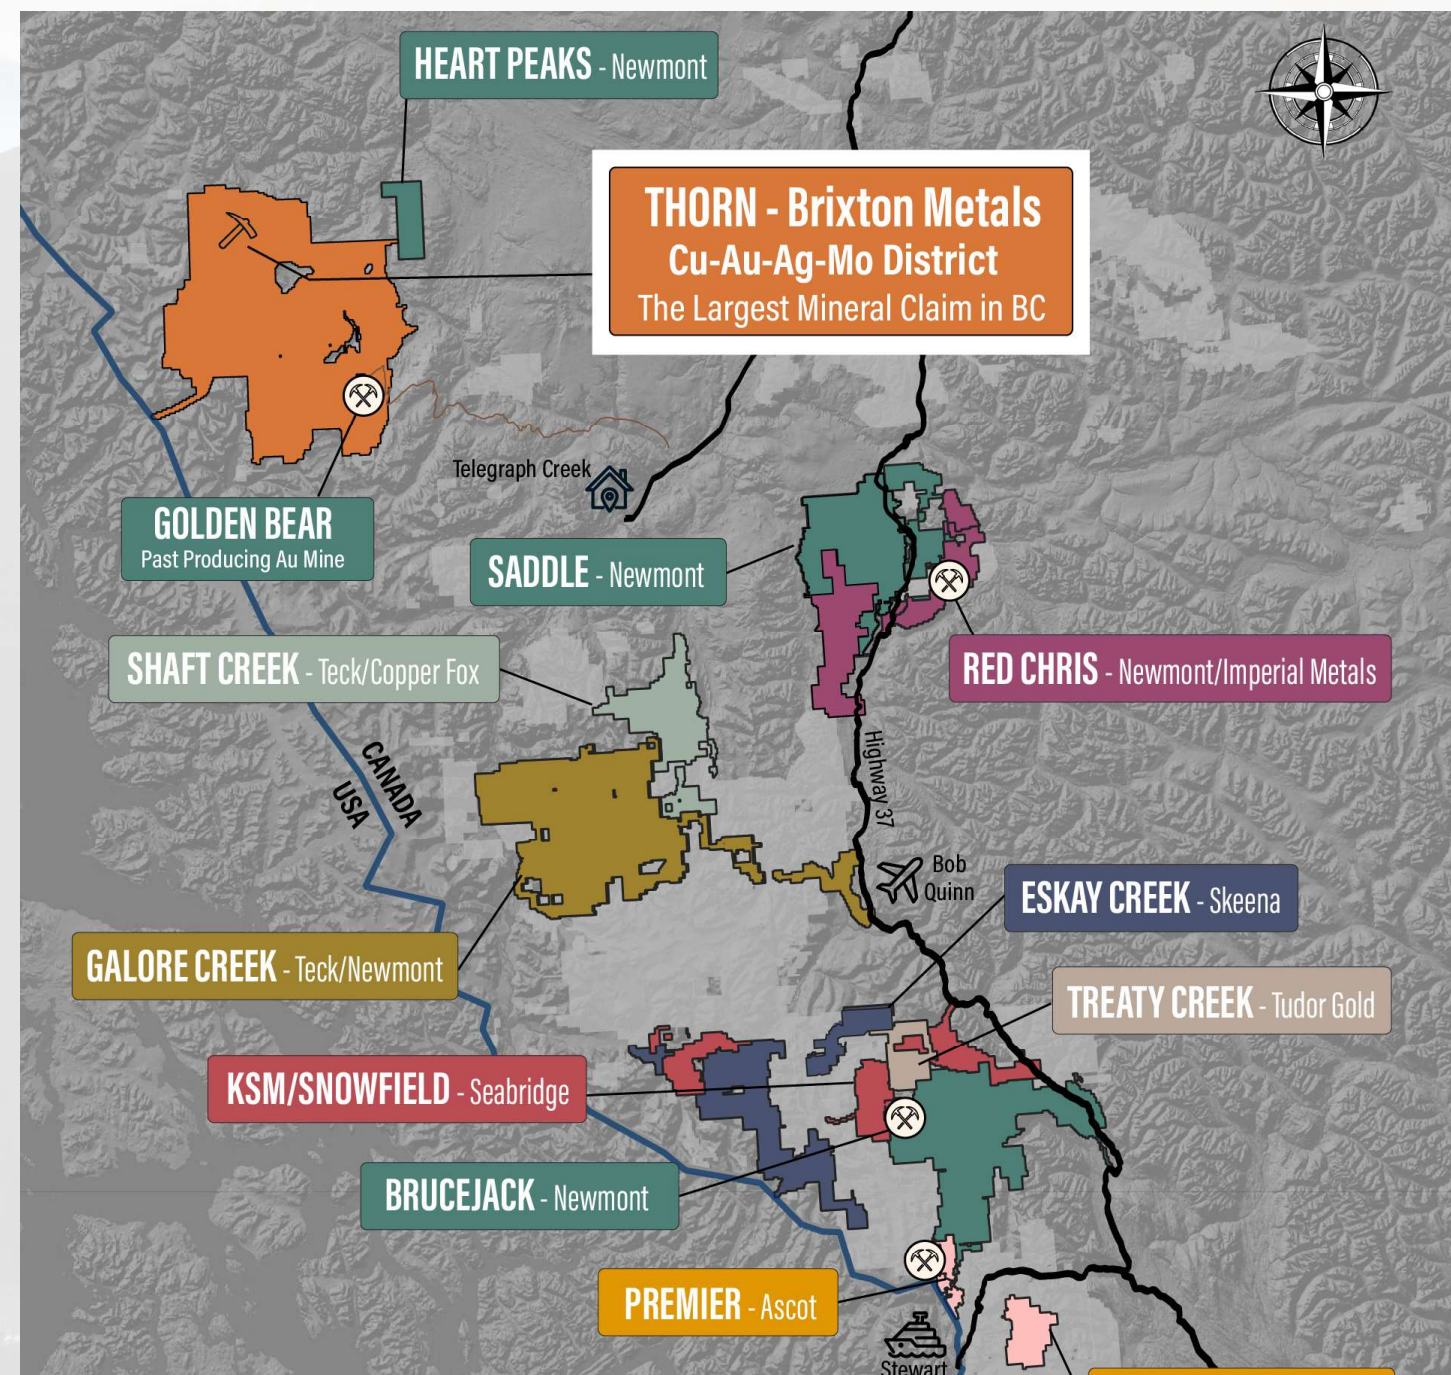 HEART PEAKS - Newmont
THORN - Brixton Metals
Cu-Au-Ag-Mo District
The Largest Mineral Claim in BC
Telegraph Creek
GOLDEN BEAR
Past Producing Au Mine
SADDLE - Newmont
SHAFT CREEK - Teck/Copper Fox
RED CHRIS - Newmont/Imperial Metals
CANADA
USA
Highway 37
Bob
Quinn
ESKAY CREEK - Skeena
GALORE CREEK - Teck/Newmont
TREATY CREEK - Tudor Gold
KSM/SNOWFIELD - Seabridge
BRUCEJACK - Newmont
PREMIER - Ascot
Stewart